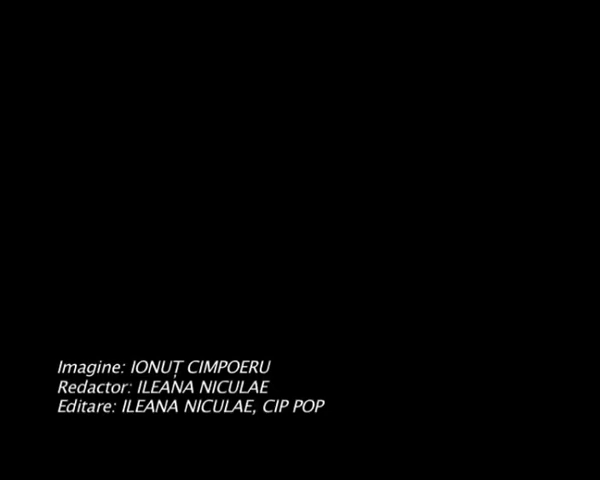 Imagine: IONUȚ CIMPOERU
Redactor: ILEANA NICULAE
Editare: ILEANA NICULAE, CIP POP